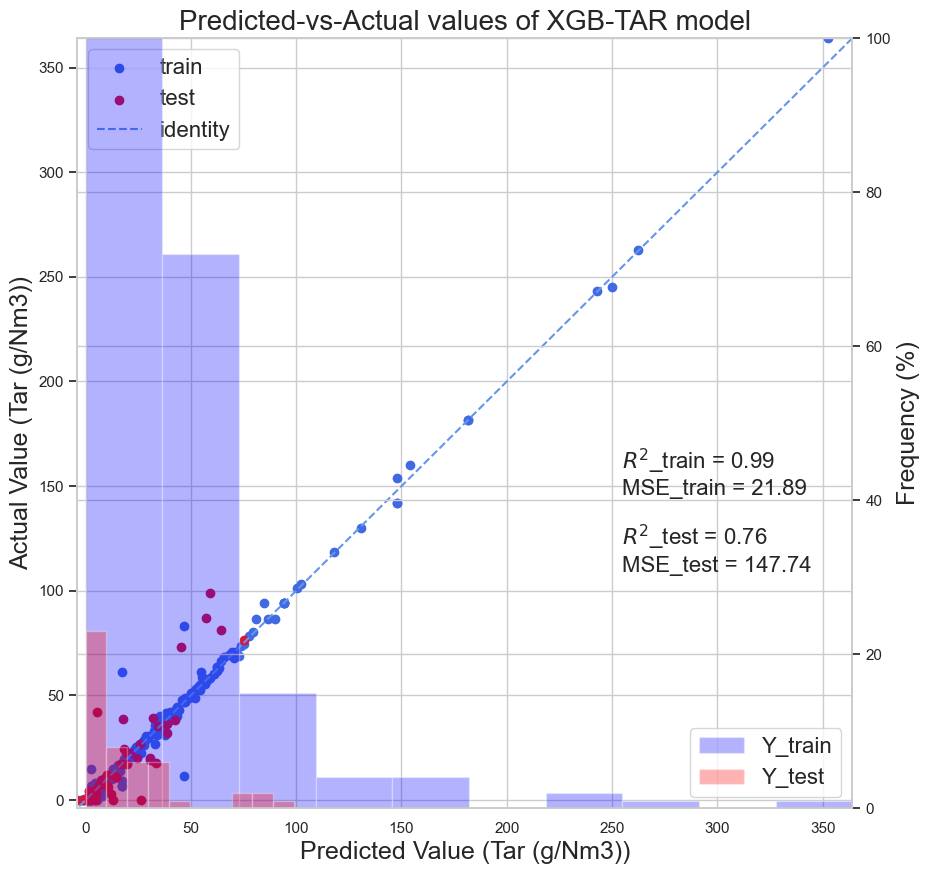 Predicted-vs-Actual values of XGB-TAR model
train
test
identity
350
300
250
200
150
100
50
0
Actual Value (Tar (g/Nm3))
100
80
60
40
20
0
Frequency (%)
R²_train = 0.99
MSE_train = 21.89
R²_test = 0.76
MSE_test = 147.74
Y_train
Y_test
0 50 100 150 200 250 300 350
Predicted Value (Tar (g/Nm3))